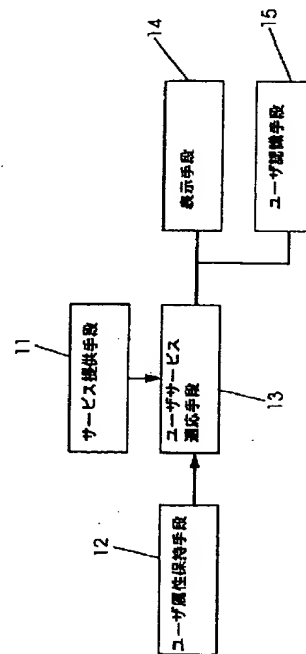 11
サービス提供手段
12
ユーザ属性保持手段
13
ユーザサービス
適応手段
14
表示手段
15
ユーザ認識手段